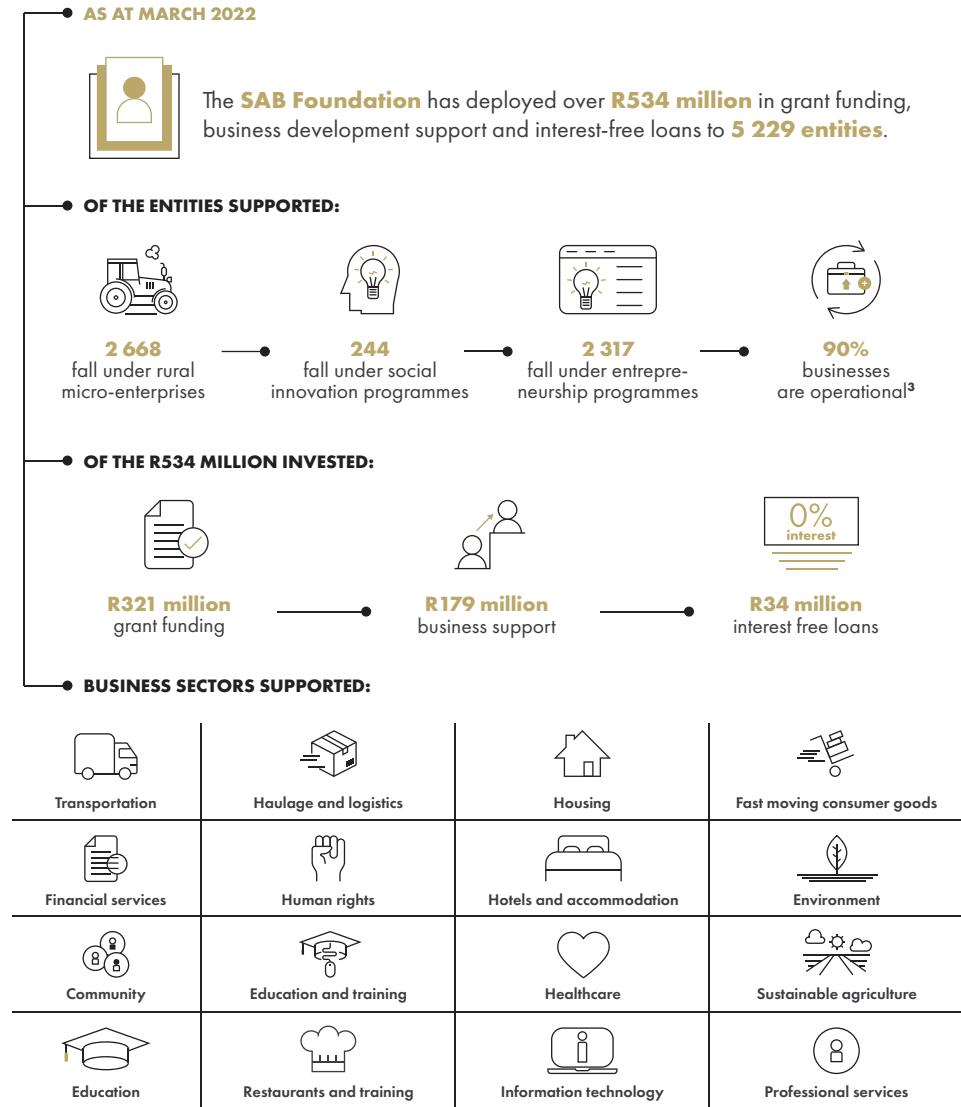 AS AT MARCH 2022
The SAB Foundation has deployed over R534 million in grant funding,
business development support and interest-free loans to 5 229 entities.
OF THE ENTITIES SUPPORTED:
2 668
fall under rural
micro-enterprises
244
fall under social
innovation programmes
2 317
fall under entrepre-
neurship programmes
90%
businesses
are operational³
OF THE R534 MILLION INVESTED:
0%
interest
R321 million
grant funding
R179 million
business support
R34 million
interest free loans
BUSINESS SECTORS SUPPORTED:
Transportation
Haulage and logistics
Housing
Fast moving consumer goods
Financial services
Human rights
Hotels and accommodation
Environment
Community
Education and training
Healthcare
Sustainable agriculture
Education
Restaurants and training
Information technology
Professional services